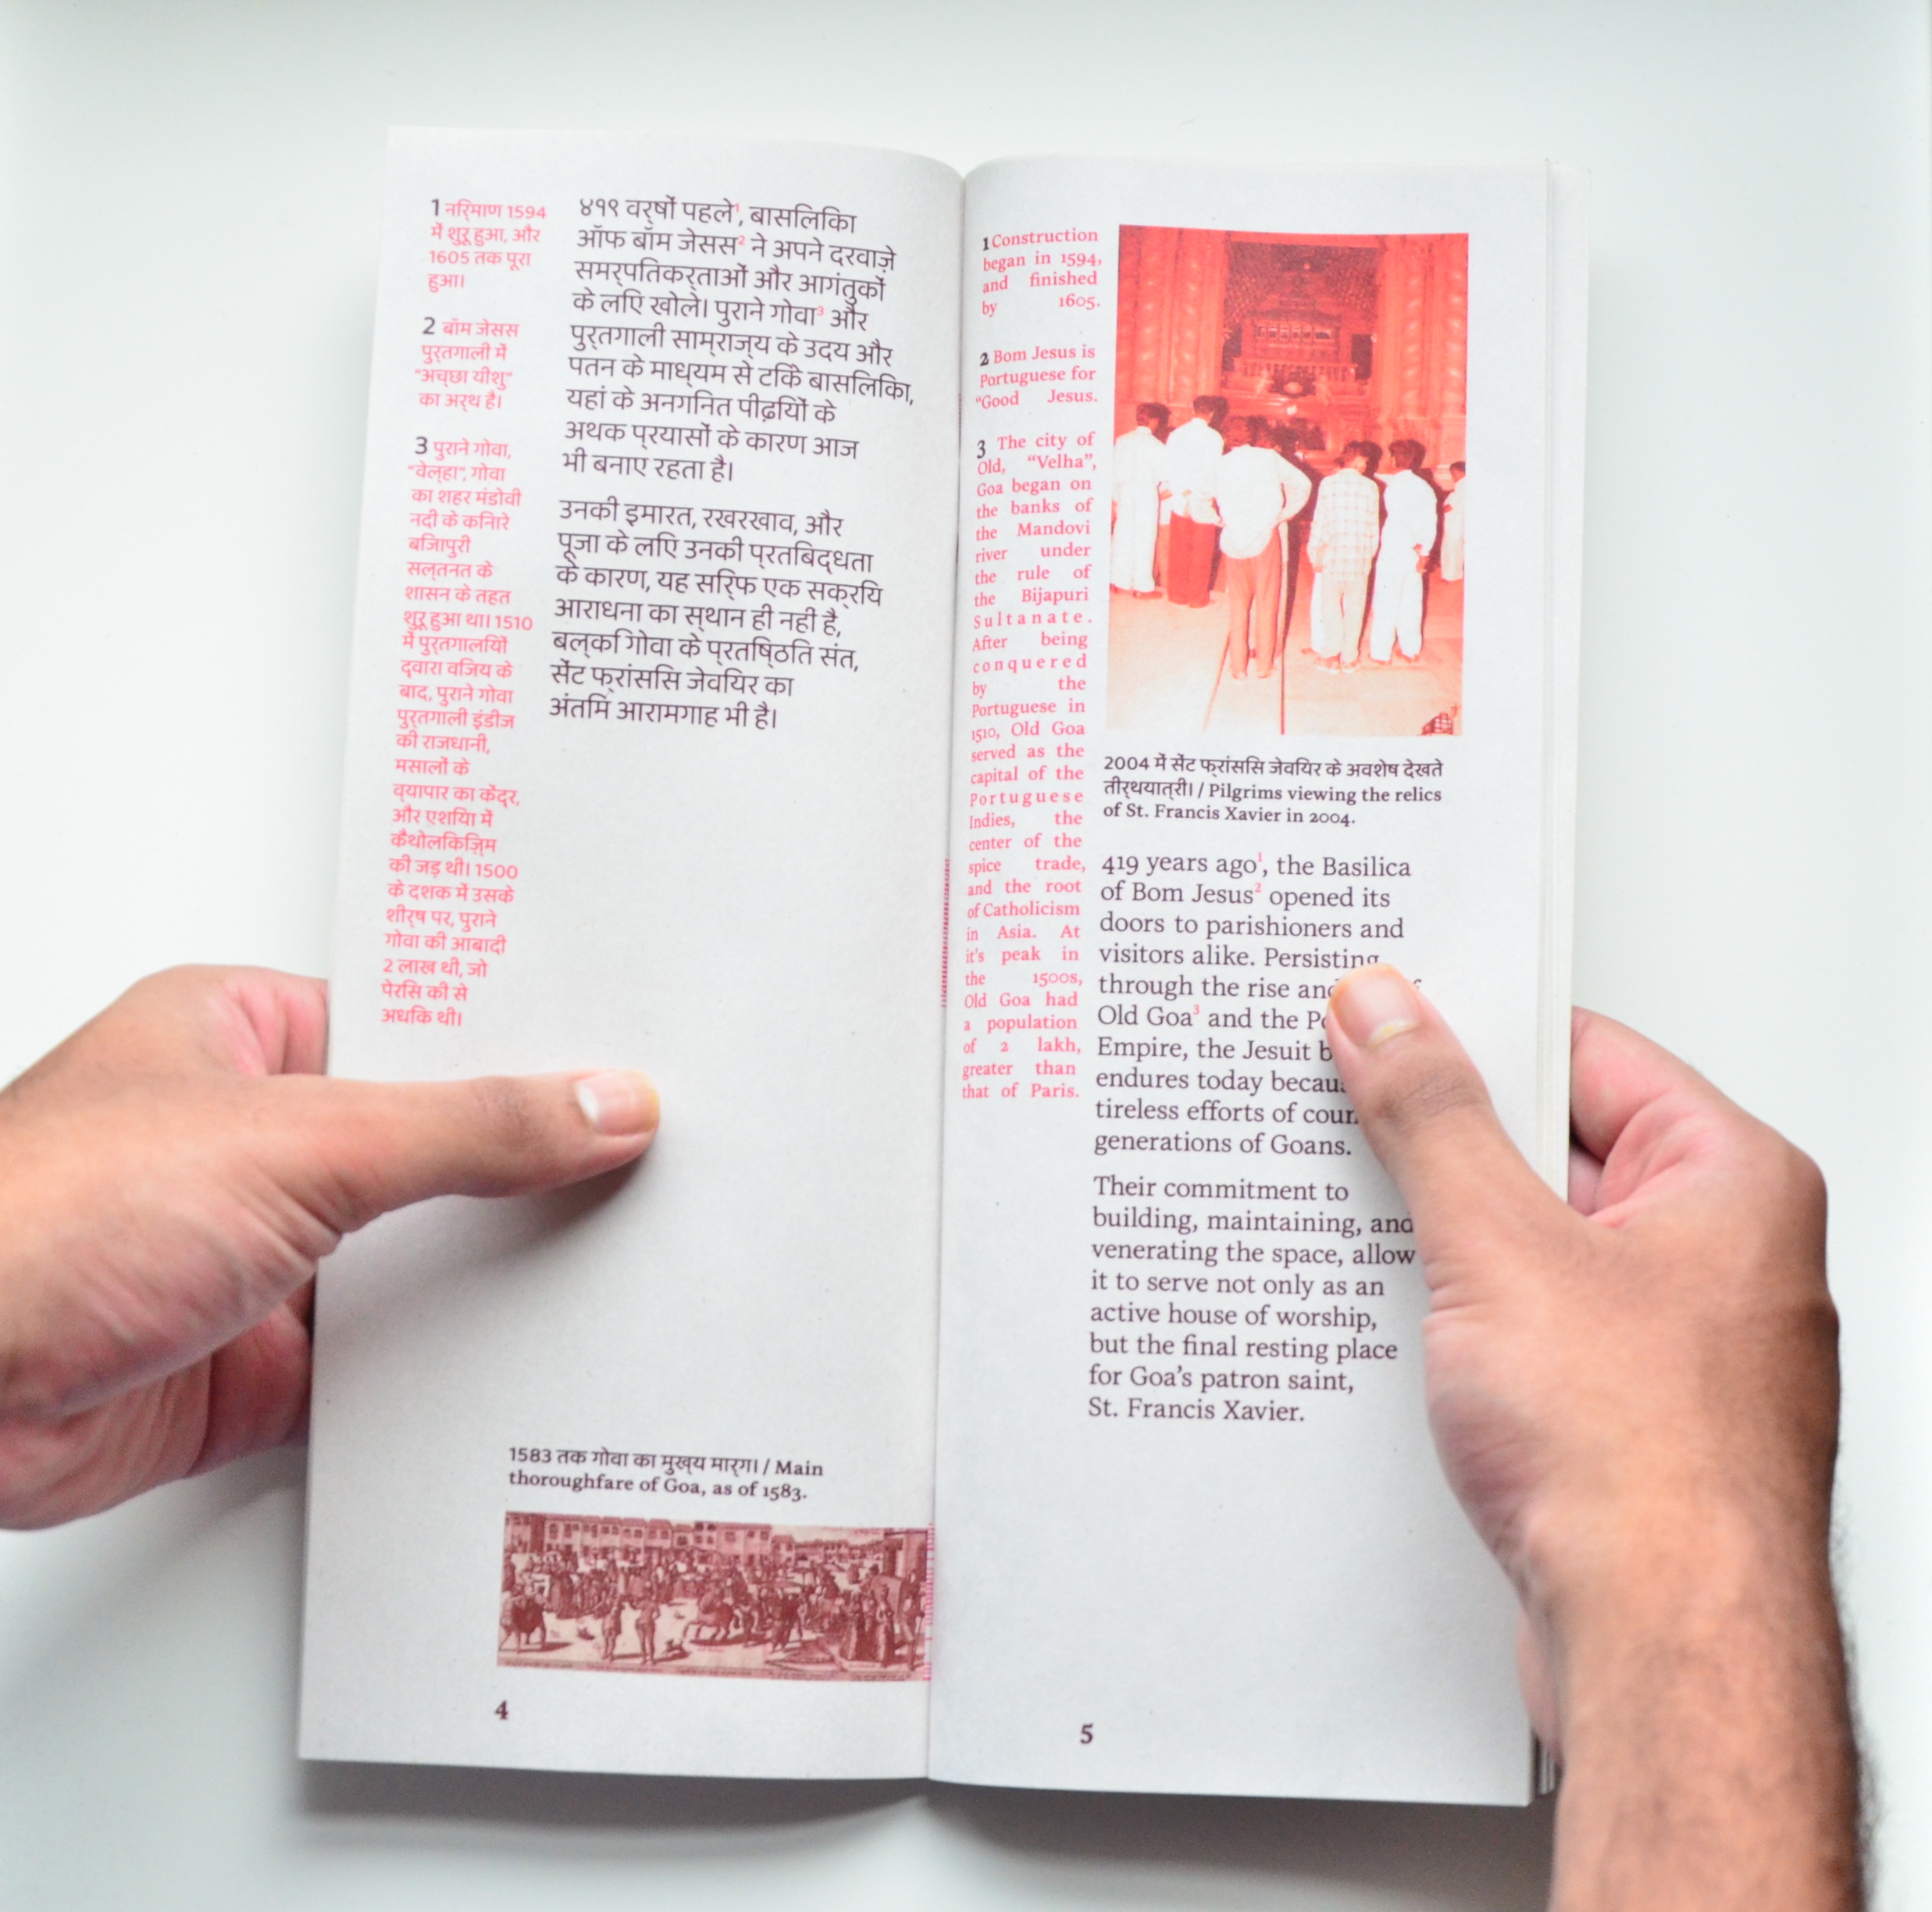 1 नर्िमाण 1594
में शुरू हुआ, और
1605 तक पूरा
हुआ।
2 बॉम जेसस
पुर्तगाली में
"अच्छा यीशु"
का अर्थ है।
3 पुराने गोवा,
"वेल्हा", गोवा
का शहर मंडोवी
नदी के कनािरे
बजिापुरी
सल्तनत के
शासन के तहत
शुरू हुआ था। 1510
में पुर्तगालयिों
द्वारा वजिय के
बाद, पुराने गोवा
पुर्तगाली इंडीज
की राजधानी,
मसालों के
व्यापार का केंद्र,
और एशयिा में
कैथोलकिज़्मि
की जड़ थी। 1500
के दशक में उसके
शीर्ष पर, पुराने
गोवा की आबादी
2 लाख थी, जो
पेरसि की से
अधकि थी।
४१९ वर्षों पहले¹, बासलिकिा
ऑफ बॉम जेसस² ने अपने दरवाज़े
समर्पतिकर्ताओं और आगंतुकों
के लएि खोले। पुराने गोवा³ और
पुर्तगाली साम्राज्य के उदय और
पतन के माध्यम से टकिे बासलिकिा,
यहां के अनगनित पीढ़यिों के
अथक प्रयासों के कारण आज
भी बनाए रहता है।
उनकी इमारत, रखरखाव, और
पूजा के लएि उनकी प्रतबिद्धता
के कारण, यह सर्िफ एक सक्रयि
आराधना का स्थान ही नही है,
बल्कगिोवा के प्रतष्िठति संत,
सेंट फ्रांससि जेवयिर का
अंतमिं आरामगाह भी है।
1583 तक गोवा का मुख्य मार्ग। / Main
thoroughfare of Goa, as of 1583.
4
1 Construction
began in 1594,
and finished
by 1605.
2 Bom Jesus is
Portuguese for
"Good Jesus.
3 The city of
Old, "Velha",
Goa began on
the banks of
the Mandovi
river under
the rule of
the Bijapuri
Sultanate.
After being
conquered
by the
Portuguese in
1510, Old Goa
served as the
capital of the
Portuguese
Indies, the
center of the
spice trade,
and the root
of Catholicism
in Asia. At
it's peak in
the 1500s,
Old Goa had
a population
of 2 lakh,
greater than
that of Paris.
2004 में सेंट फ्रांससि जेवयिर के अवशेष देखते
तीर्थयात्री। / Pilgrims viewing the relics
of St. Francis Xavier in 2004.
419 years ago¹, the Basilica
of Bom Jesus² opened its
doors to parishioners and
visitors alike. Persisting
through the rise and
Old Goa³ and the
Empire, the Jesuit
endures today
tireless efforts of
generations of Goans.
Their commitment to
building, maintaining, and
venerating the space, allow
it to serve not only as an
active house of worship,
but the final resting place
for Goa's patron saint,
St. Francis Xavier.
5